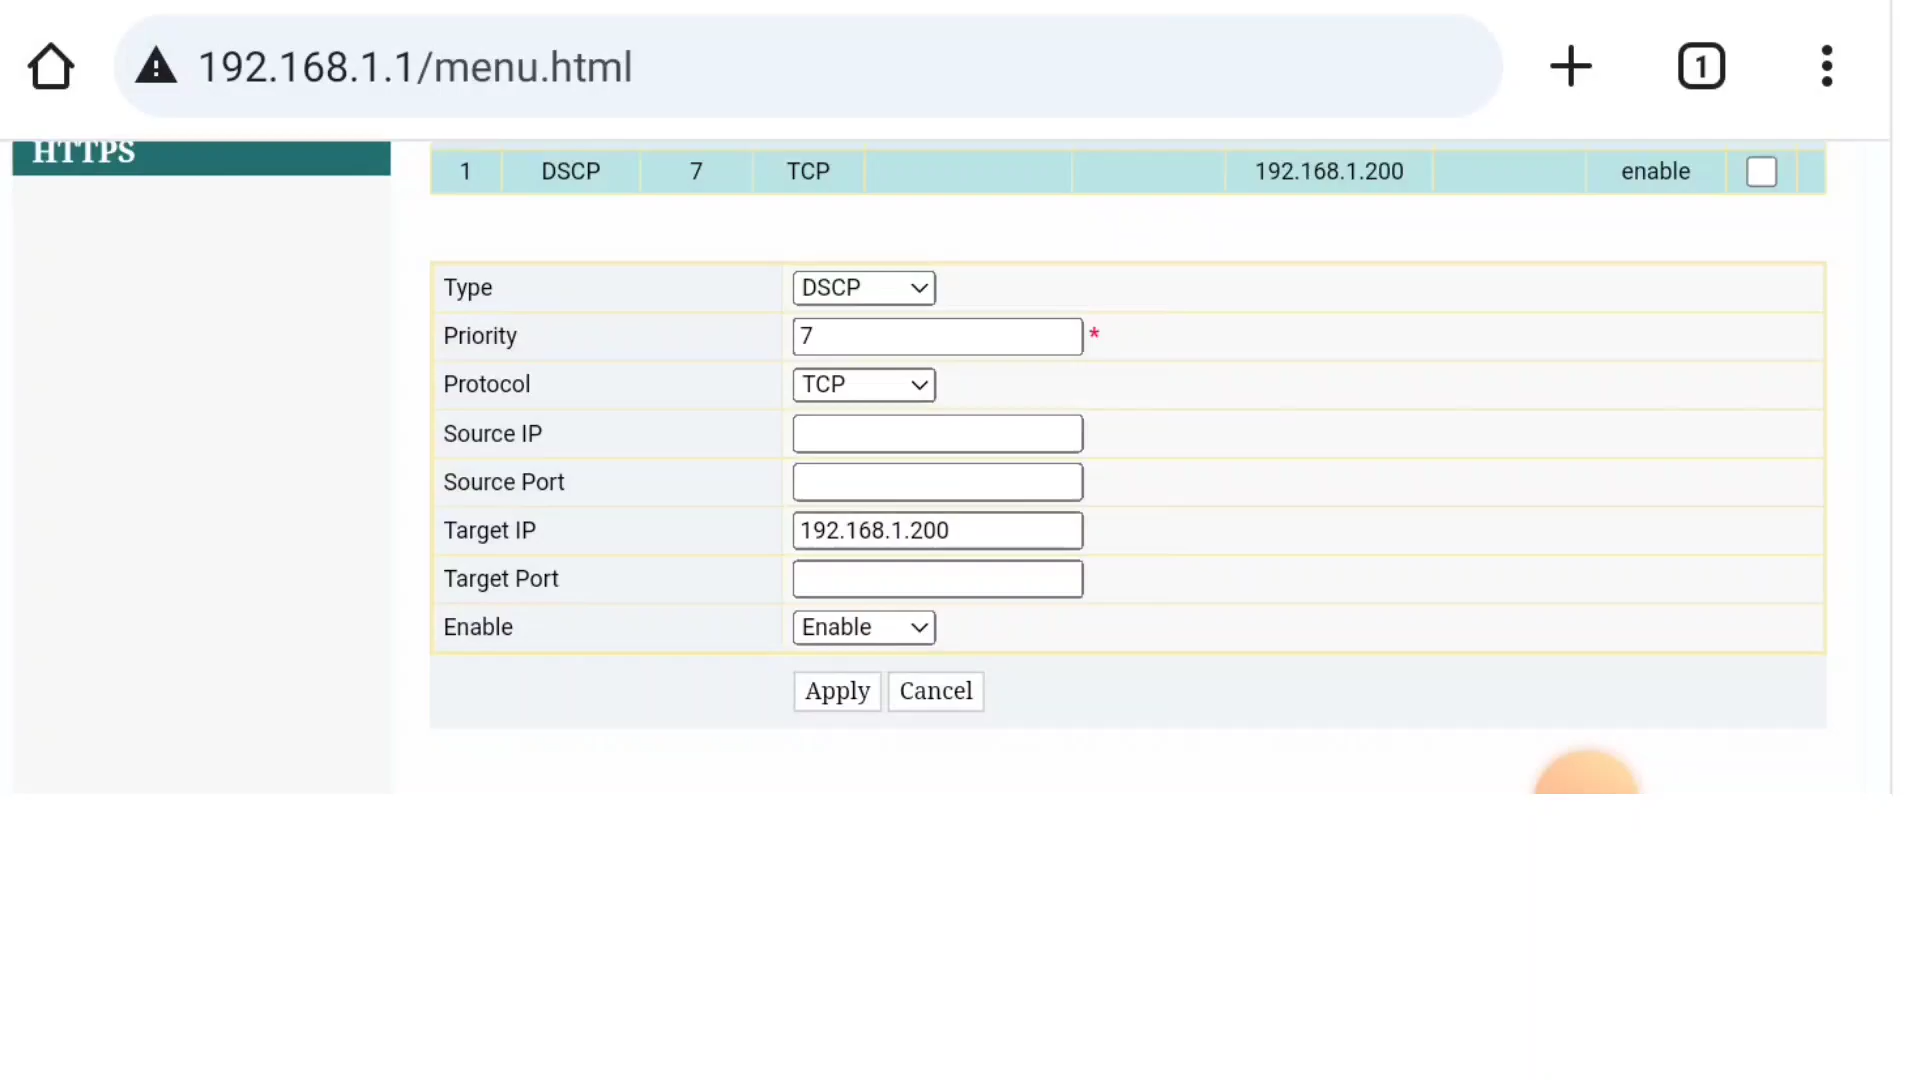 192.168.1.1/menu.html
1
HTTPS
1 DSCP 7 TCP 192.168.1.200 enable
Type DSCP
Priority 7 *
Protocol TCP
Source IP
Source Port
Target IP 192.168.1.200
Target Port
Enable Enable
Apply Cancel